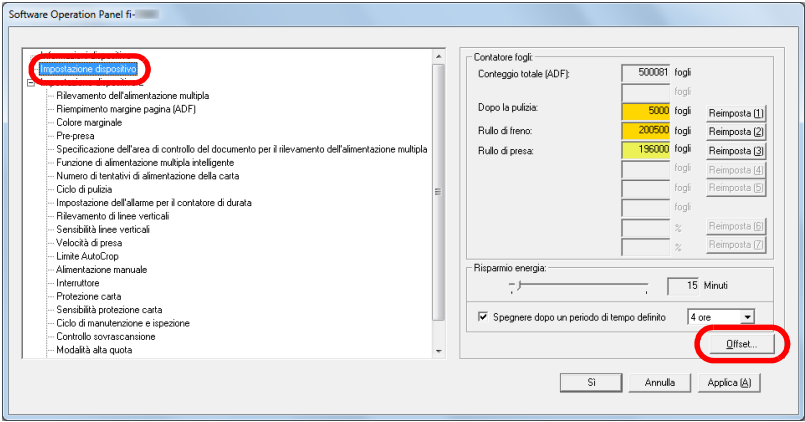 Software Operation Panel fi-
Informazioni dispositivo
Impostazione dispositivo
Impostazione dispositivo 2
Rilevamento dell'alimentazione multipla
Riempimento margine pagina (ADF)
Colore marginale
Pre-presa
Specificazione dell'area di controllo del documento per il rilevamento dell'alimentazione multipla
Funzione di alimentazione multipla intelligente
Numero di tentativi di alimentazione della carta
Ciclo di pulizia
Impostazione dell'allarme per il contatore di durata
Rilevamento di linee verticali
Sensibilità linee verticali
Velocità di presa
Limite AutoCrop
Alimentazione manuale
Interruttore
Protezione carta
Sensibilità protezione carta
Ciclo di manutenzione e ispezione
Controllo sovrascansione
Modalità alta quota
Contatore fogli:
Conteggio totale (ADF): 500081 fogli
fogli
Dopo la pulizia: 5000 fogli Reimposta (1)
Rullo di freno: 200500 fogli Reimposta (2)
Rullo di presa: 196000 fogli Reimposta (3)
fogli Reimposta (4)
fogli Reimposta (5)
fogli
% Reimposta (6)
% Reimposta (7)
Risparmio energia:
15 Minuti
Spegnere dopo un periodo di tempo definito 4 ore
Offset...
Sì Annulla Applica (A)